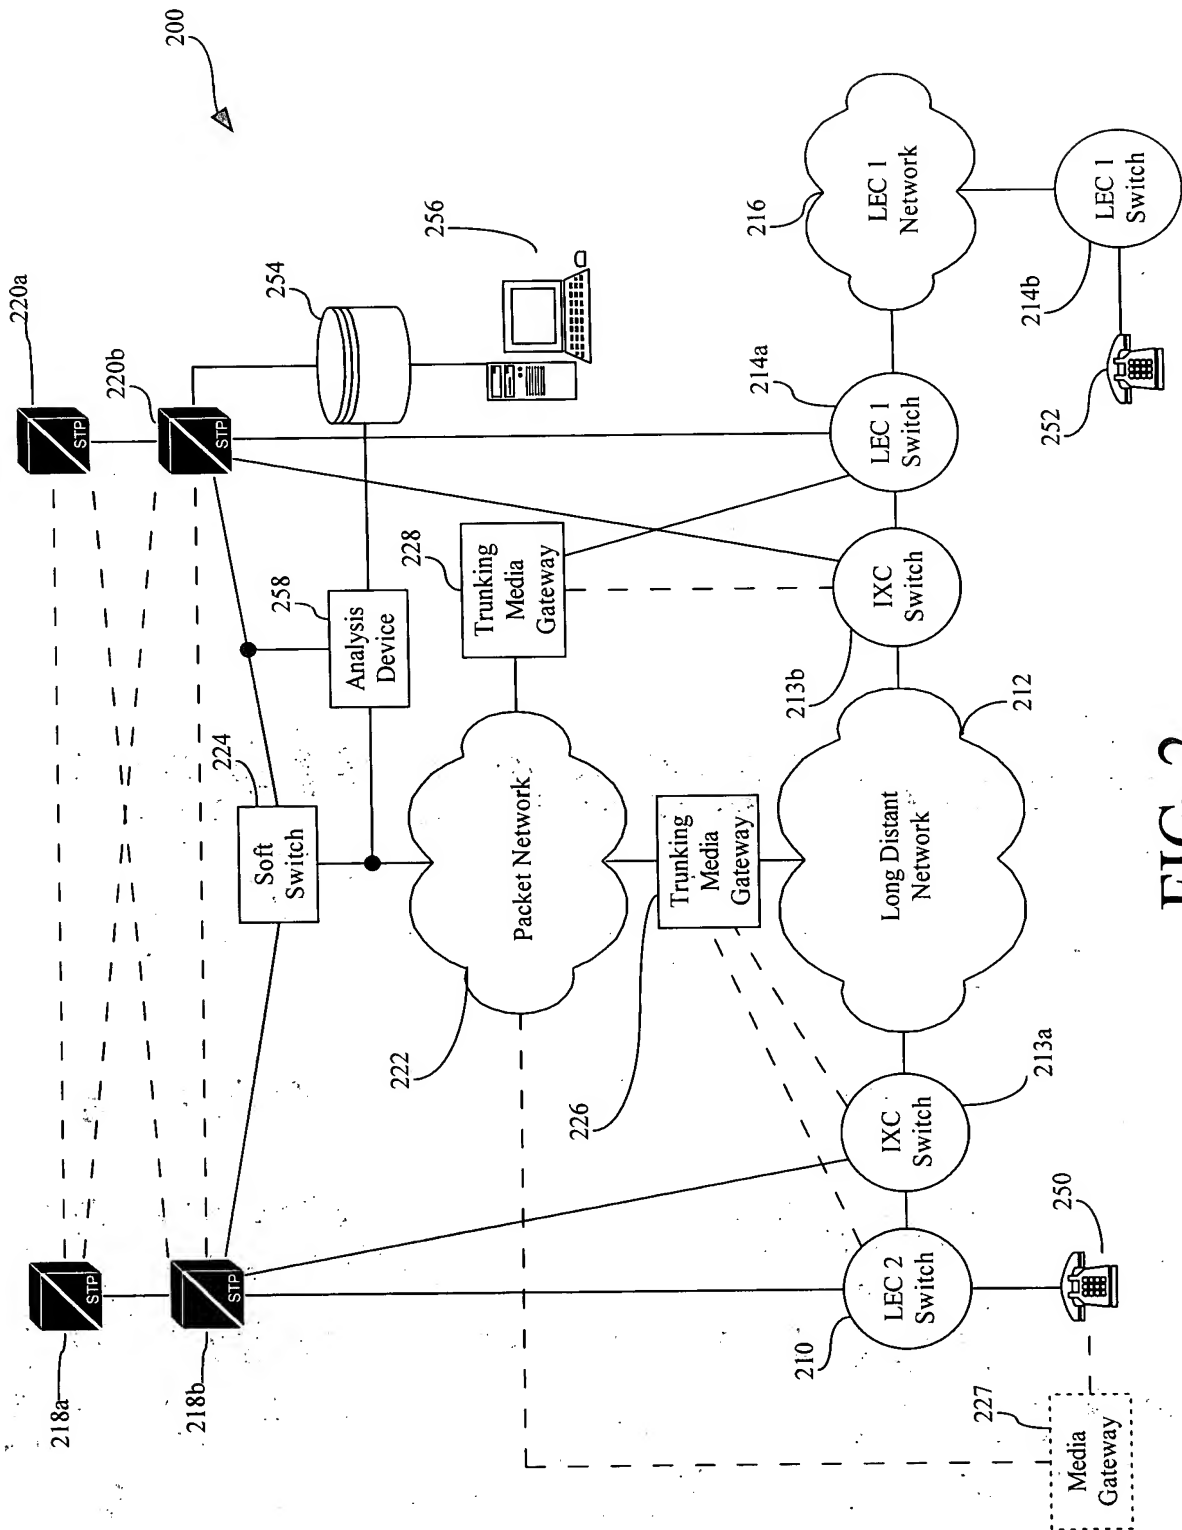 200
220a
220b
STP
STP
254
256
218a
218b
STP
STP
224
Soft
Switch
258
Analysis
Device
228
Trunking
Media
Gateway
222
Packet Network
226
Trunking
Media
Gateway
212
Long Distant
Network
213a
IXC
Switch
213b
IXC
Switch
214a
LEC 1
Switch
216
LEC 1
Network
214b
LEC 1
Switch
252
210
LEC 2
Switch
250
227
Media
Gateway